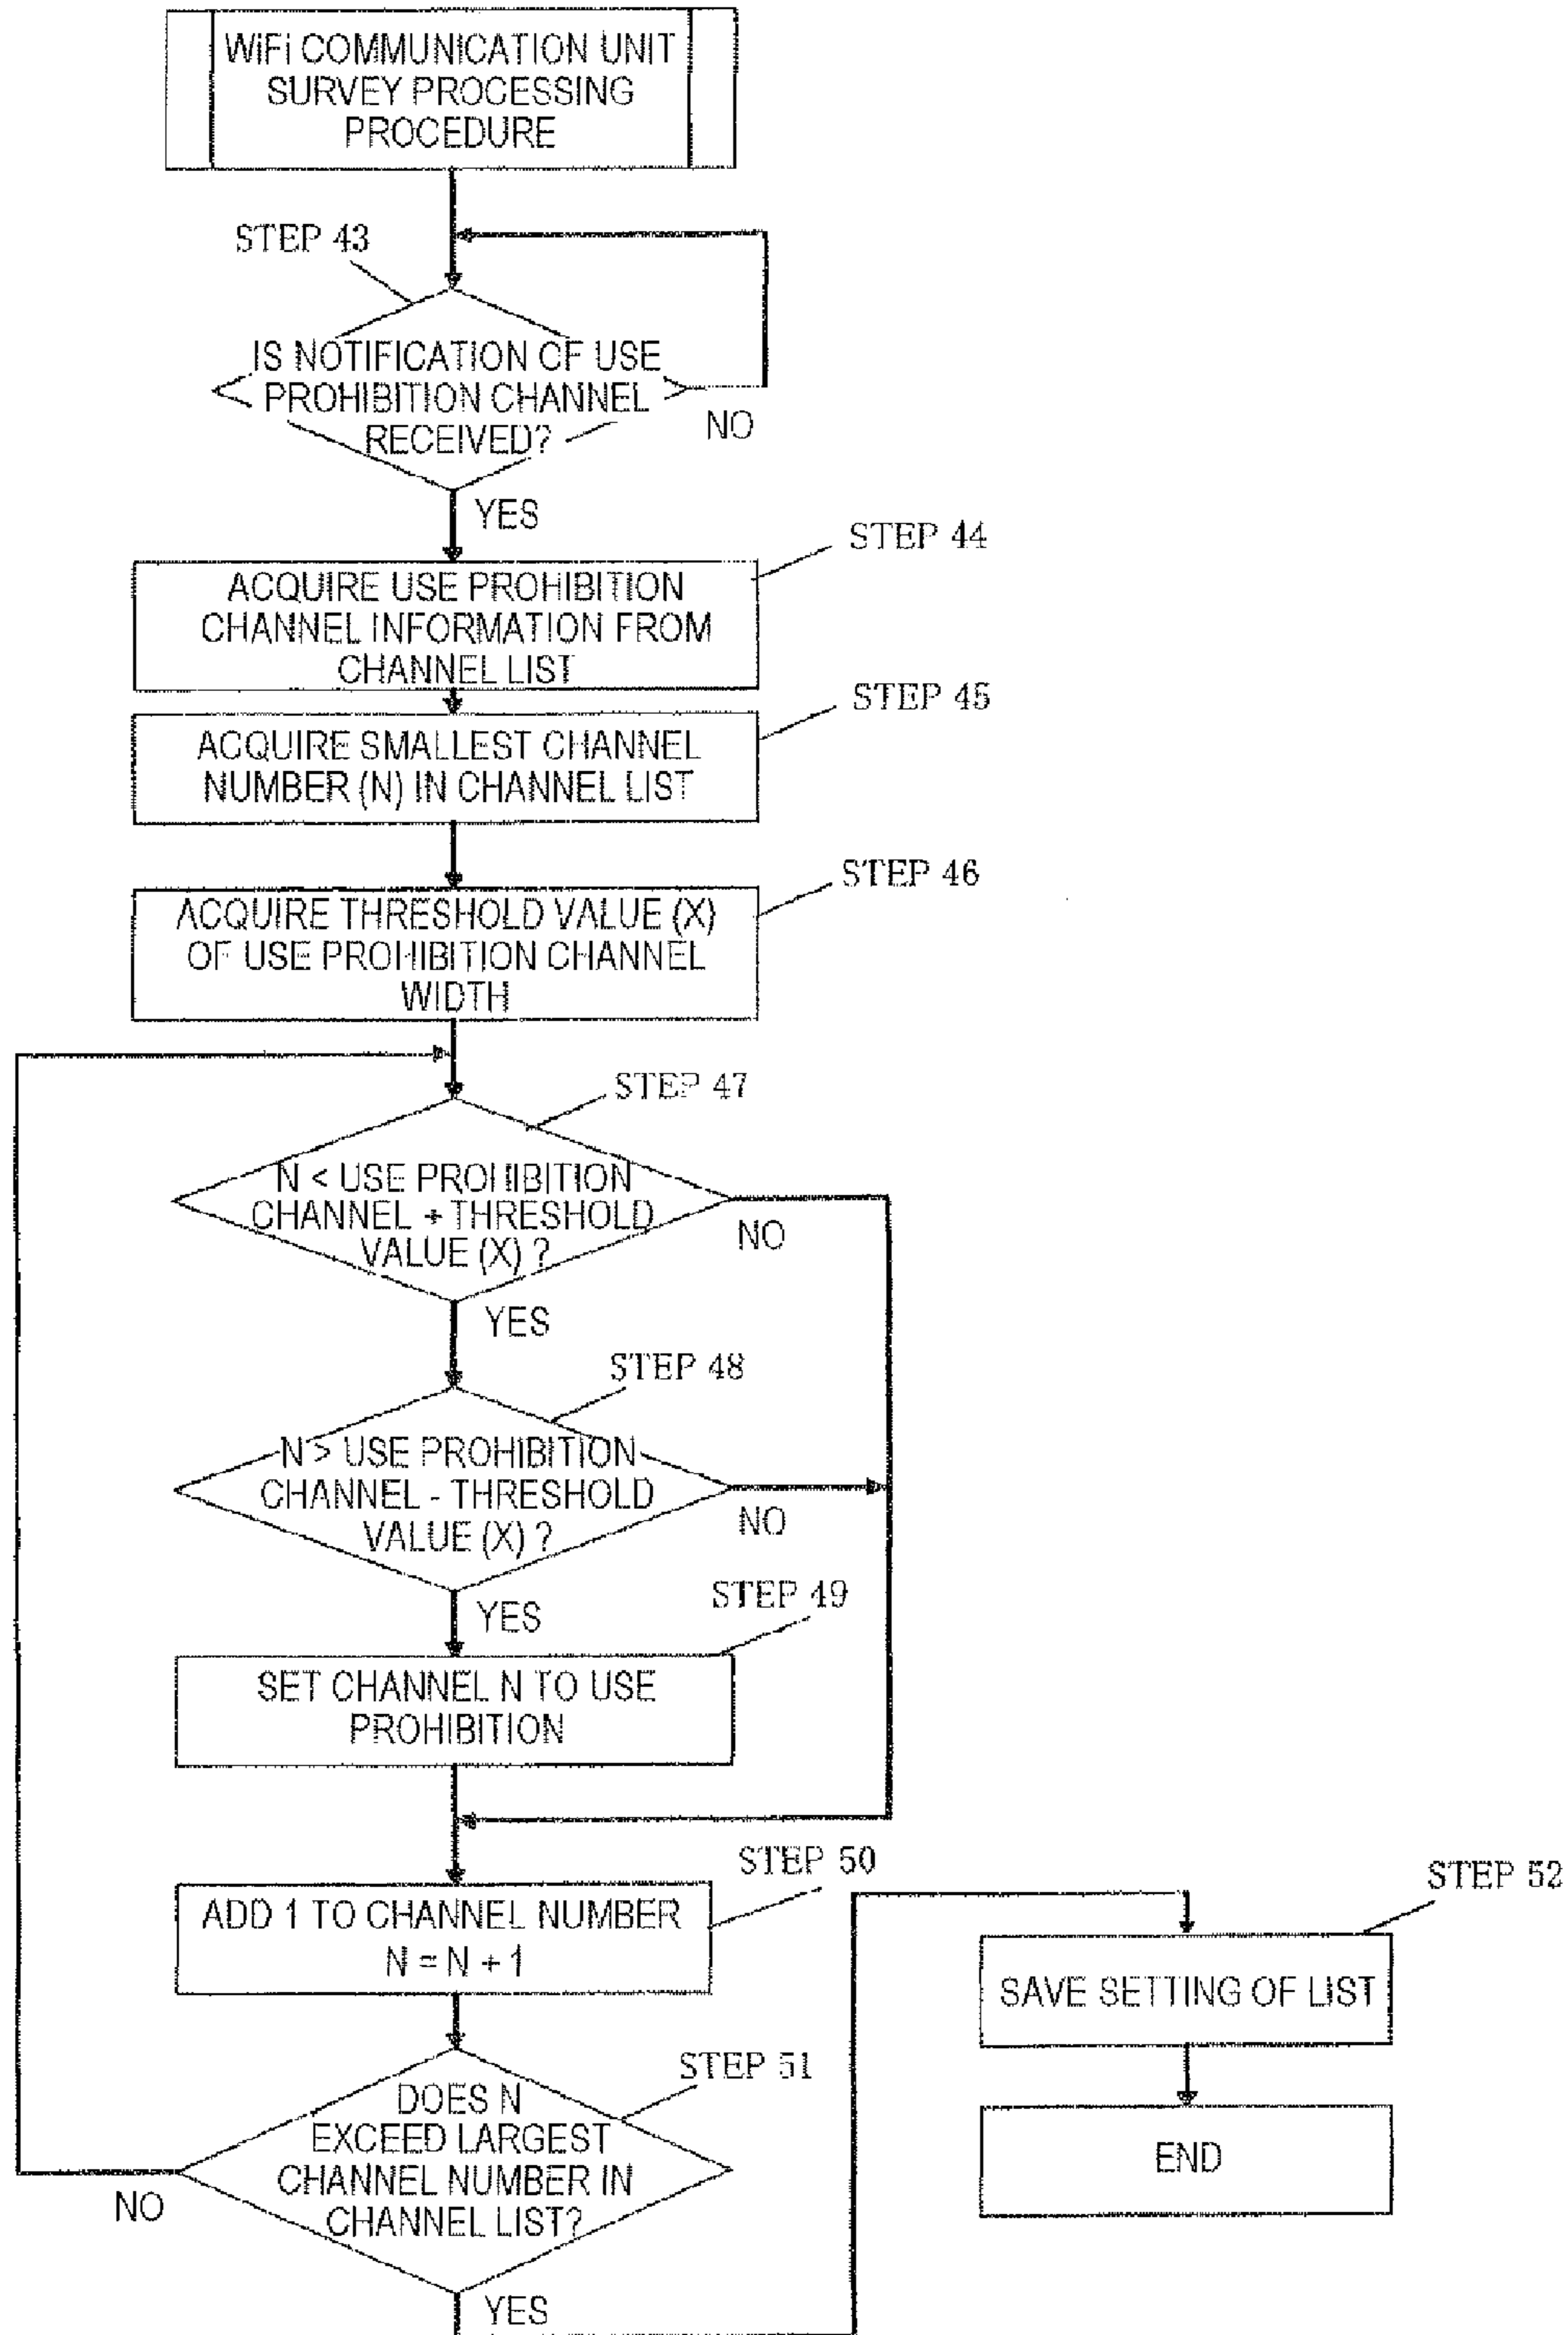 WiFi COMMUNICATION UNIT
SURVEY PROCESSING
PROCEDURE
STEP 43
IS NOTIFICATION OF USE
PROHIBITION CHANNEL
RECEIVED?
NO
YES
STEP 44
ACQUIRE USE PROHIBITION
CHANNEL INFORMATION FROM
CHANNEL LIST
STEP 45
ACQUIRE SMALLEST CHANNEL
NUMBER (N) IN CHANNEL LIST
STEP 46
ACQUIRE THRESHOLD VALUE (X)
OF USE PROHIBITION CHANNEL
WIDTH
STEP 47
N < USE PROHIBITION
CHANNEL + THRESHOLD
VALUE (X) ?
NO
YES
STEP 48
N > USE PROHIBITION
CHANNEL - THRESHOLD
VALUE (X) ?
NO
YES
STEP 49
SET CHANNEL N TO USE
PROHIBITION
STEP 50
ADD 1 TO CHANNEL NUMBER
N = N + 1
STEP 51
DOES N
EXCEED LARGEST
CHANNEL NUMBER IN
CHANNEL LIST?
NO
YES
STEP 52
SAVE SETTING OF LIST
END